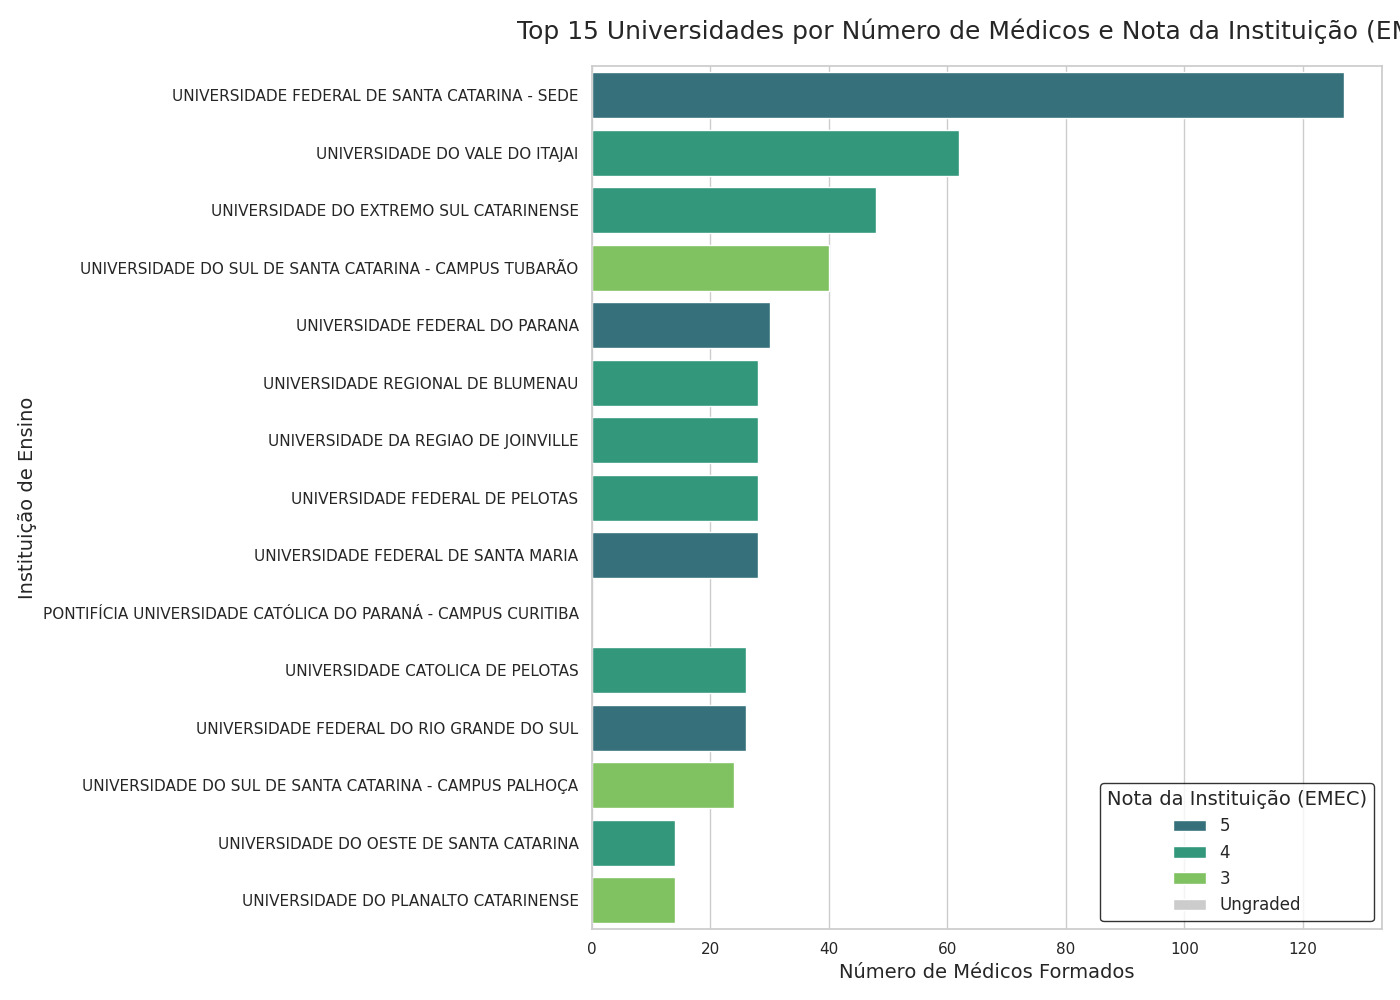 Top 15 Universidades por Número de Médicos e Nota da Instituição (EM
UNIVERSIDADE FEDERAL DE SANTA CATARINA - SEDE
UNIVERSIDADE DO VALE DO ITAJAI
UNIVERSIDADE DO EXTREMO SUL CATARINENSE
UNIVERSIDADE DO SUL DE SANTA CATARINA - CAMPUS TUBARÃO
UNIVERSIDADE FEDERAL DO PARANA
UNIVERSIDADE REGIONAL DE BLUMENAU
UNIVERSIDADE DA REGIAO DE JOINVILLE
UNIVERSIDADE FEDERAL DE PELOTAS
UNIVERSIDADE FEDERAL DE SANTA MARIA
PONTIFÍCIA UNIVERSIDADE CATÓLICA DO PARANÁ - CAMPUS CURITIBA
UNIVERSIDADE CATOLICA DE PELOTAS
UNIVERSIDADE FEDERAL DO RIO GRANDE DO SUL
UNIVERSIDADE DO SUL DE SANTA CATARINA - CAMPUS PALHOÇA
UNIVERSIDADE DO OESTE DE SANTA CATARINA
UNIVERSIDADE DO PLANALTO CATARINENSE
Instituição de Ensino
Nota da Instituição (EMEC)
5
4
3
Ungraded
0 20 40 60 80 100 120
Número de Médicos Formados